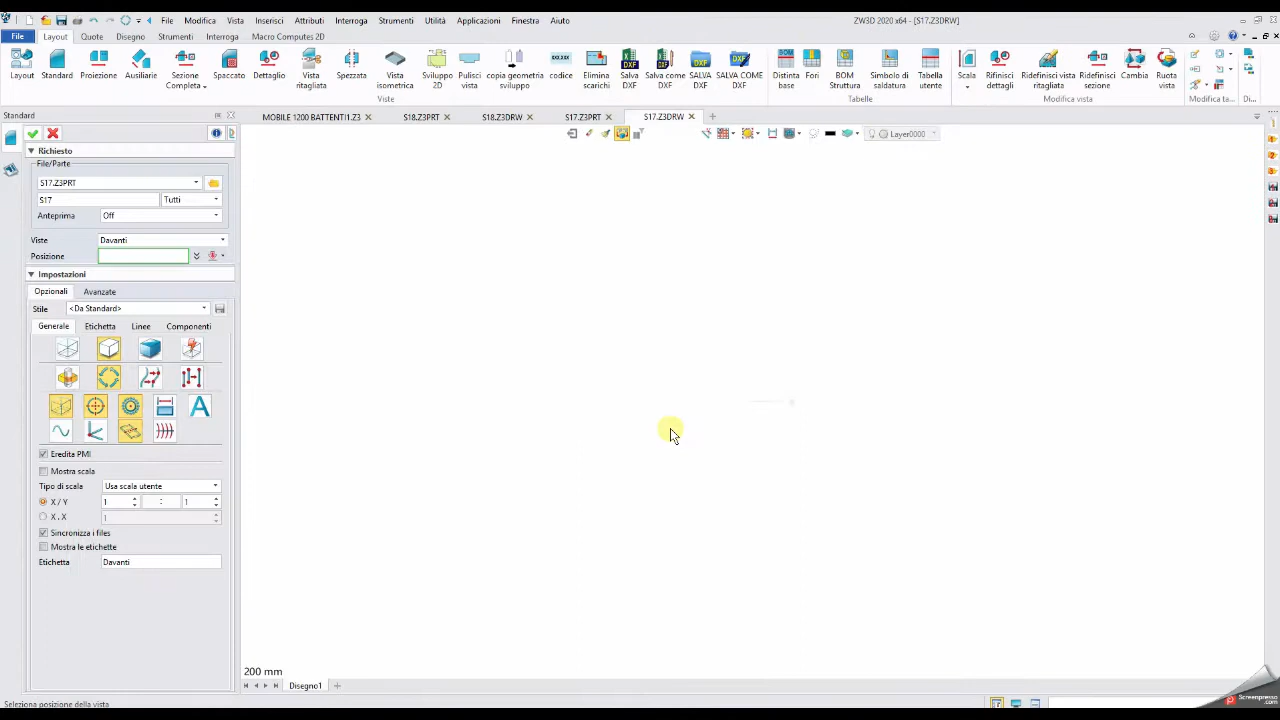 File Modifica Vista Inserisci Attributi Interroga Strumenti Utilità Applicazioni Finestra Aiuto ZW3D 2020 x64 - [S17.Z3DRW]
File Layout Quote Disegno Strumenti Interroga Macro Computes 2D
Layout Standard Proiezione Ausiliarie Sezione Completa Spaccato Dettaglio Vista ritagliata Spezzata Vista isometrica Sviluppo 2D Pulisci vista copia geometria sviluppo codice Elimina scarichi Salva DXF Salva come DXF SALVA DXF SALVA COME DXF Distinta base Fori BOM Struttura Simbolo di saldatura Tabella utente Scala Rifinisci dettagli Ridefinisci vista ritagliata Ridefinisci sezione Cambia Ruota vista
Viste Tabelle Modifica vista Modifica ta... Di...
Standard MOBILE 1200 BATTENTI1.Z3 S18.Z3PRT S18.Z3DRW S17.Z3PRT S17.Z3DRW
Layer0000
Richiesto
File/Parte
S17.Z3PRT
S17 Tutti
Anteprima Off
Viste Davanti
Posizione
Impostazioni
Opzionali Avanzate
Stile <Da Standard>
Generale Etichetta Linee Componenti
Eredita PMI
Mostra scala
Tipo di scala Usa scala utente
X / Y 1 : 1
X . X 1
Sincronizza i files
Mostra le etichette
Etichetta Davanti
200 mm
Disegno1
Seleziona posizione della vista
Screenpresso
.com